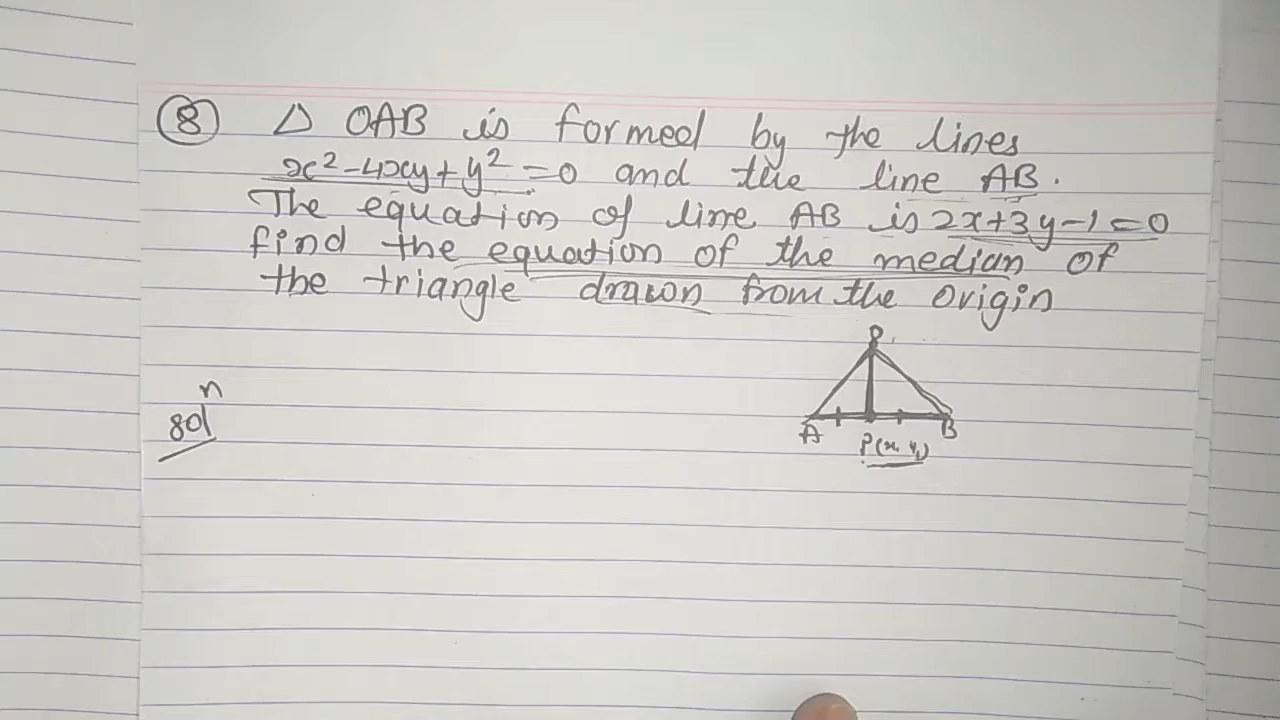 ⑧ △ OAB is formed by the lines
x²-4xy+y²=0 and the line AB.
The equation of line AB is 2x+3y-1=0
find the equation of the median of
the triangle drawn from the origin
Solⁿ
A B
P(x, y)